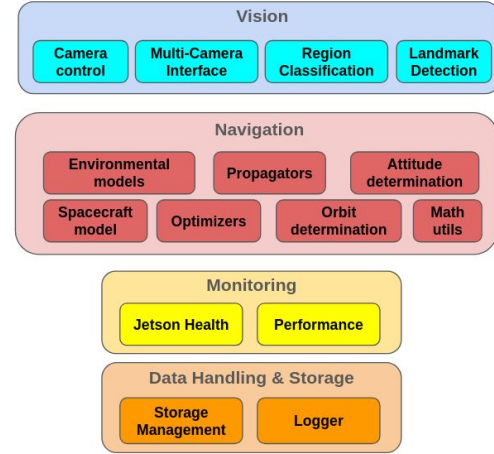 Vision
Camera control
Multi-Camera Interface
Region Classification
Landmark Detection
Navigation
Environmental models
Propagators
Attitude determination
Spacecraft model
Optimizers
Orbit determination
Math utils
Monitoring
Jetson Health
Performance
Data Handling & Storage
Storage Management
Logger